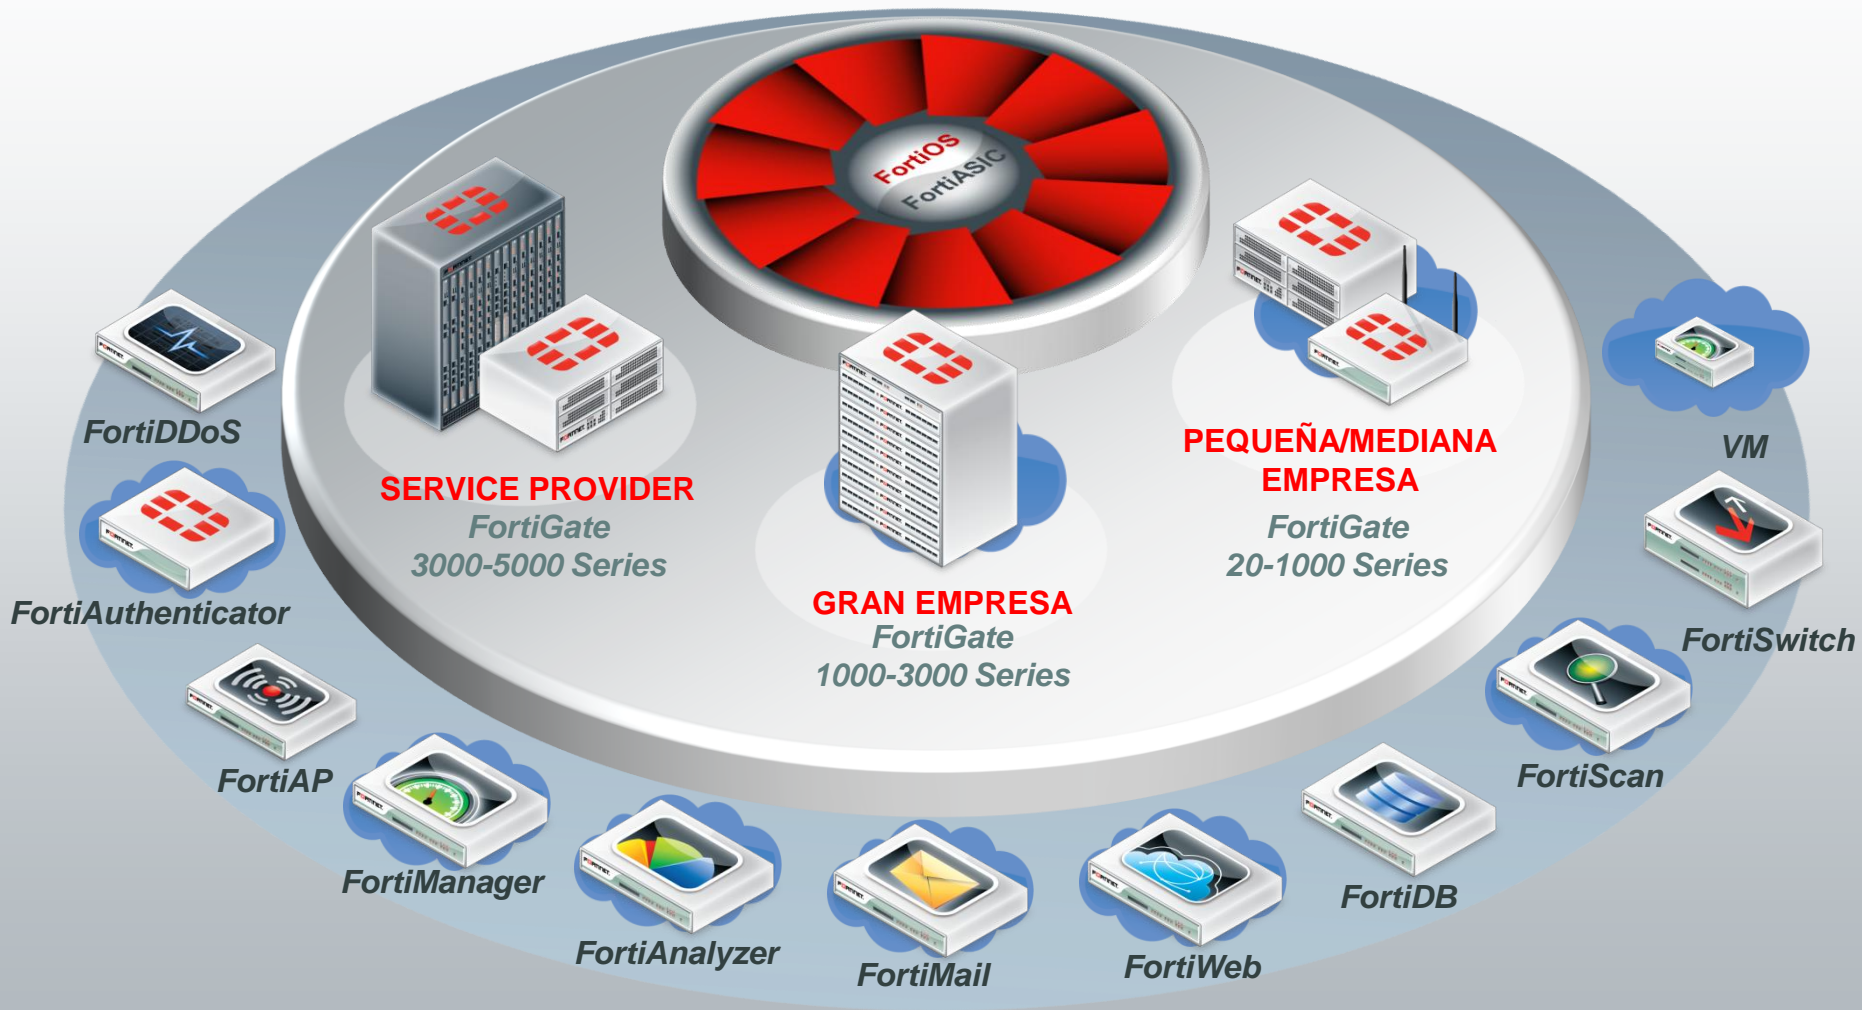 FortiOS
FortiASIC
SERVICE PROVIDER
FortiGate
3000-5000 Series
GRAN EMPRESA
FortiGate
1000-3000 Series
PEQUEÑA/MEDIANA
EMPRESA
FortiGate
20-1000 Series
FortiDDoS
FortiAuthenticator
FortiAP
FortiManager
FortiAnalyzer
FortiMail
FortiWeb
FortiDB
FortiScan
FortiSwitch
VM